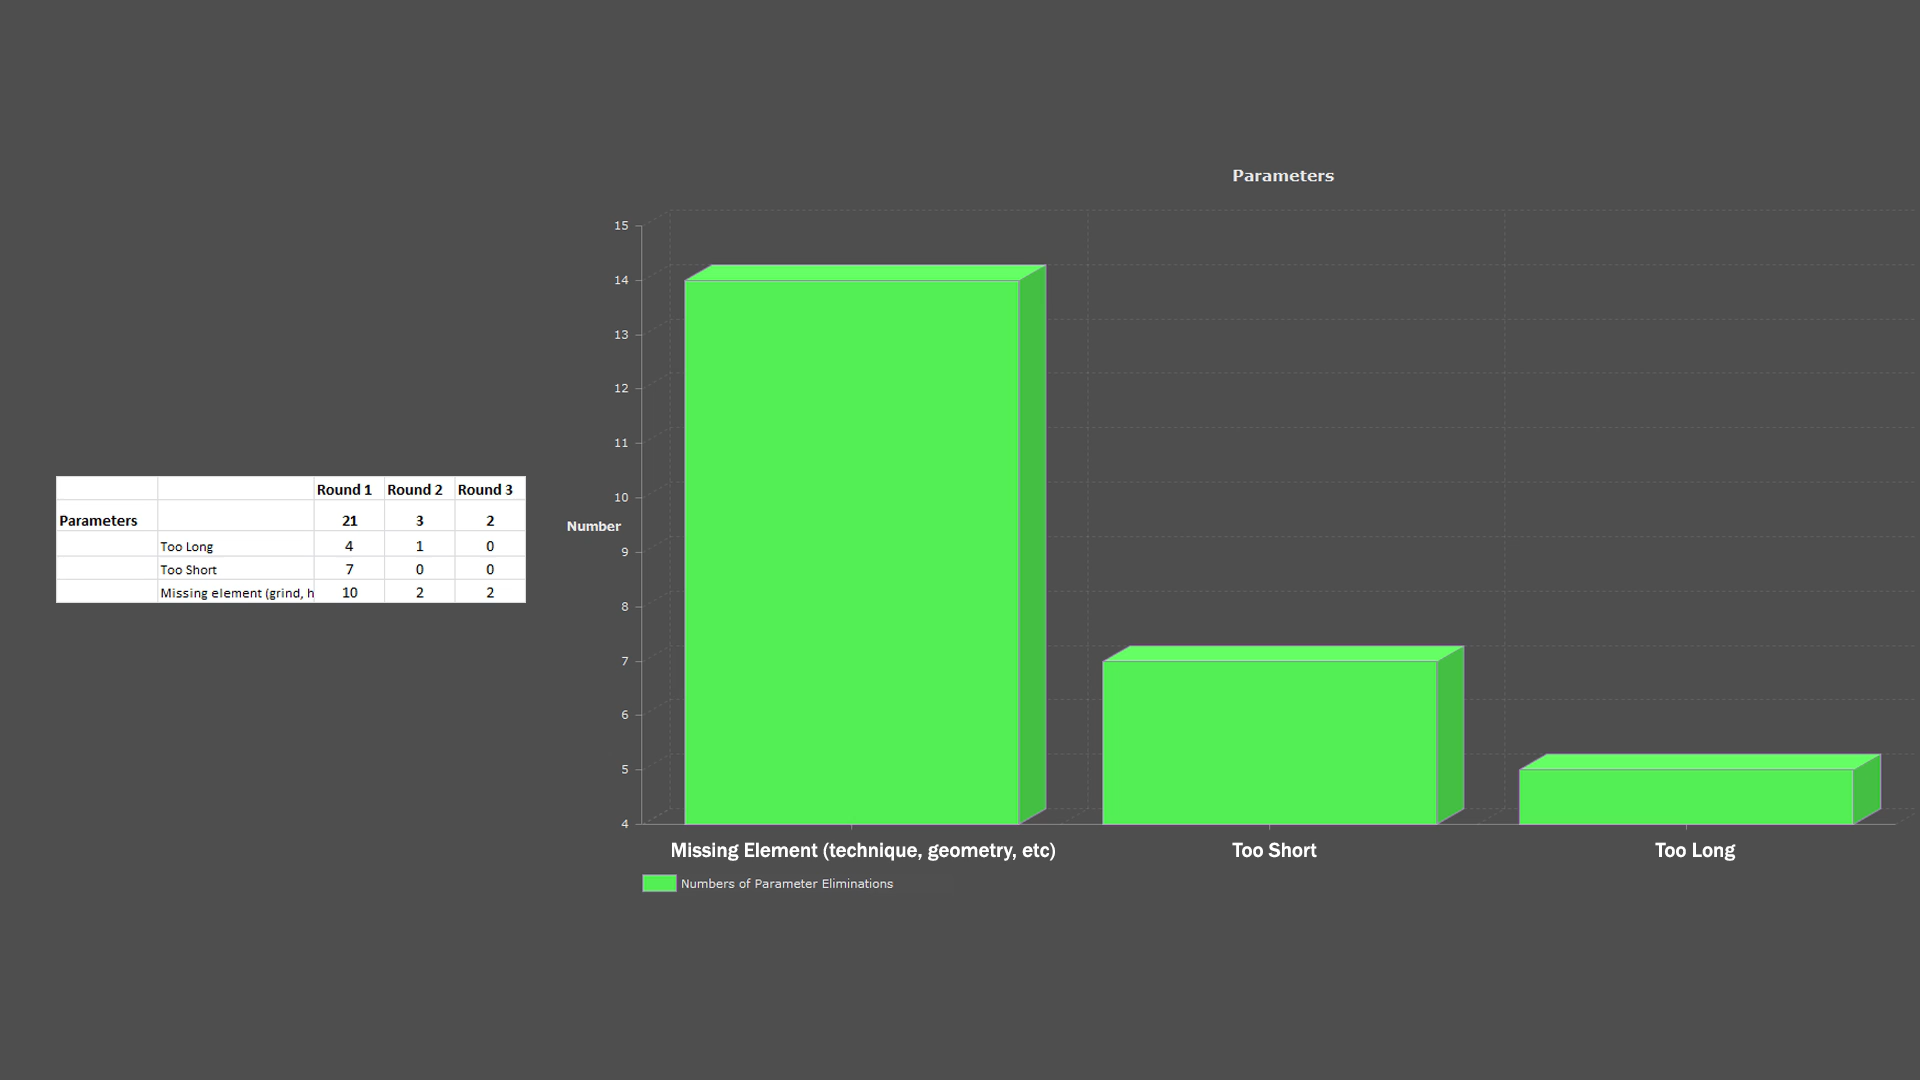 Round 1 Round 2 Round 3
Parameters 21 3 2
Too Long 4 1 0
Too Short 7 0 0
Missing element (grind, h 10 2 2
Parameters
15
14
13
12
11
10
Number
9
8
7
6
5
4
Missing Element (technique, geometry, etc) Too Short Too Long
Numbers of Parameter Eliminations